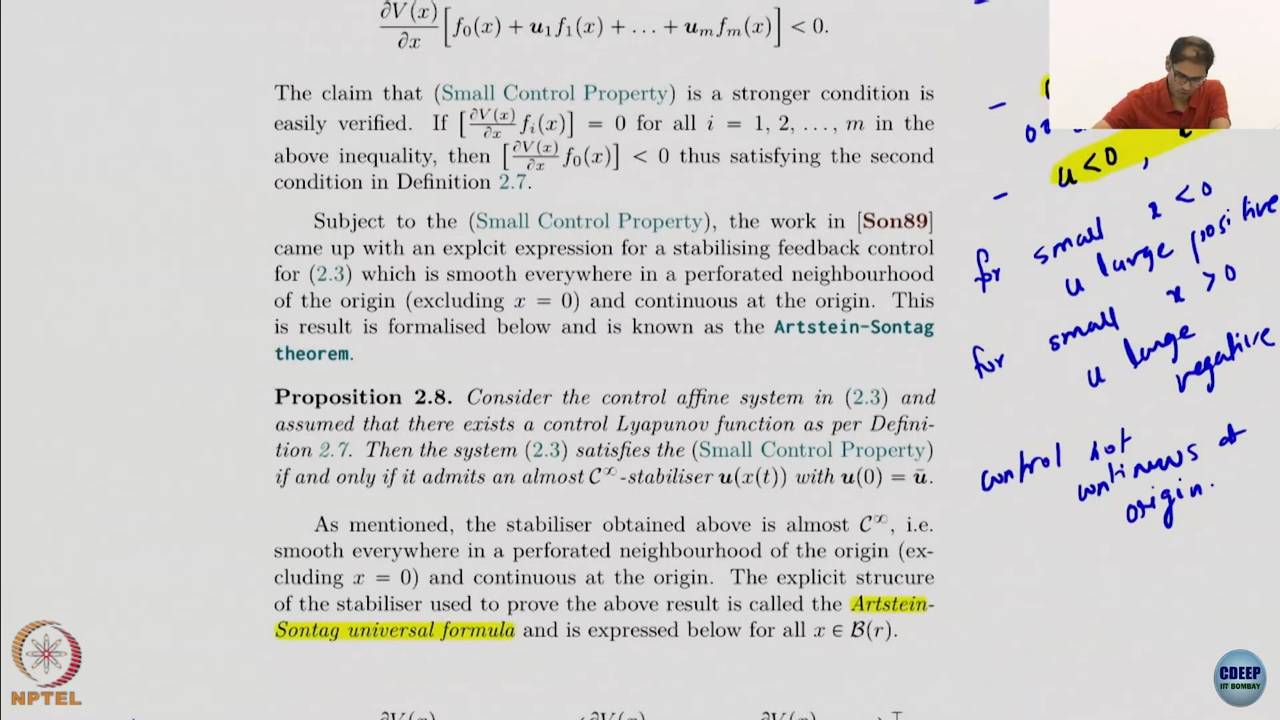 ∂V(x)/∂x [f₀(x) + u₁f₁(x) + … + uₘfₘ(x)] < 0.
The claim that (Small Control Property) is a stronger condition is
easily verified. If [∂V(x)/∂x fᵢ(x)] = 0 for all i = 1, 2, …, m in the
above inequality, then [∂V(x)/∂x f₀(x)] < 0 thus satisfying the second
condition in Definition 2.7.
Subject to the (Small Control Property), the work in [Son89]
came up with an explcit expression for a stabilising feedback control
for (2.3) which is smooth everywhere in a perforated neighbourhood
of the origin (excluding x = 0) and continuous at the origin. This
is result is formalised below and is known as the Artstein-Sontag
theorem.
Proposition 2.8. Consider the control affine system in (2.3) and
assumed that there exists a control Lyapunov function as per Defini-
tion 2.7. Then the system (2.3) satisfies the (Small Control Property)
if and only if it admits an almost C∞-stabiliser u(x(t)) with u(0) = ū.
As mentioned, the stabiliser obtained above is almost C∞, i.e.
smooth everywhere in a perforated neighbourhood of the origin (ex-
cluding x = 0) and continuous at the origin. The explicit strucure
of the stabiliser used to prove the above result is called the Artstein-
Sontag universal formula and is expressed below for all x ∈ B(r).
u < 0 ,
for small x < 0
u large positive
for small x > 0
u large
negative
control not
continuous at
origin.
NPTEL
CDEEP
IIT BOMBAY